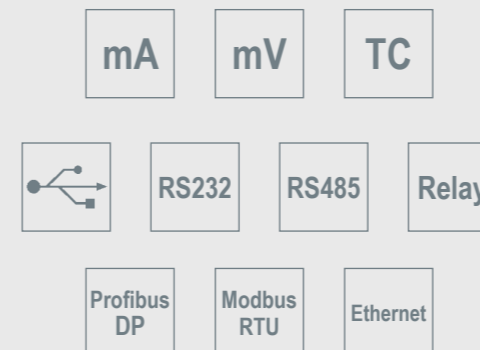 mA mV TC
RS232 RS485 Relay
Profibus Modbus
DP RTU Ethernet